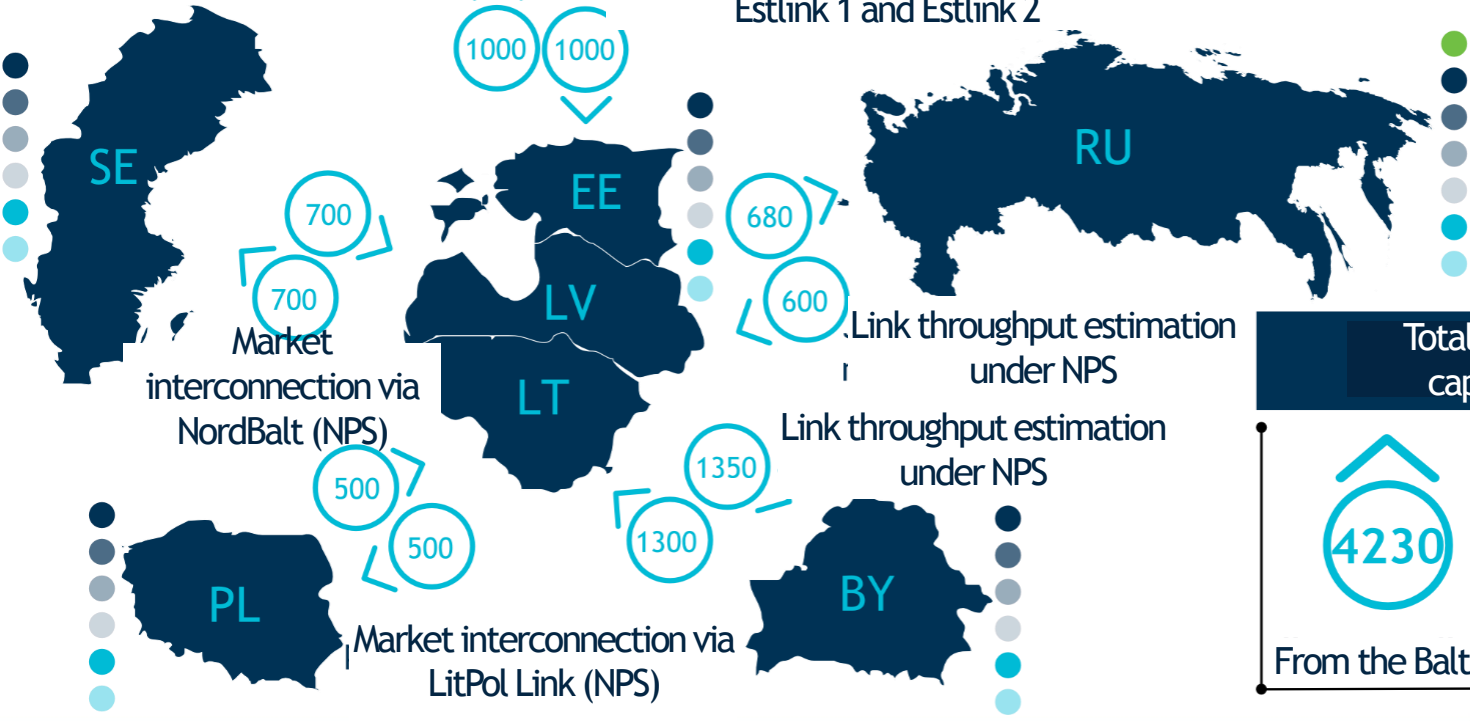 Estlink 1 and Estlink 2
1000
1000
SE
EE
RU
700
680
700
600
LV
Market
interconnection via
NordBalt (NPS)
Link throughput estimation
under NPS
Total
cap
LT
Link throughput estimation
under NPS
500
1350
500
1300
4230
PL
BY
Market interconnection via
LitPol Link (NPS)
From the Balt